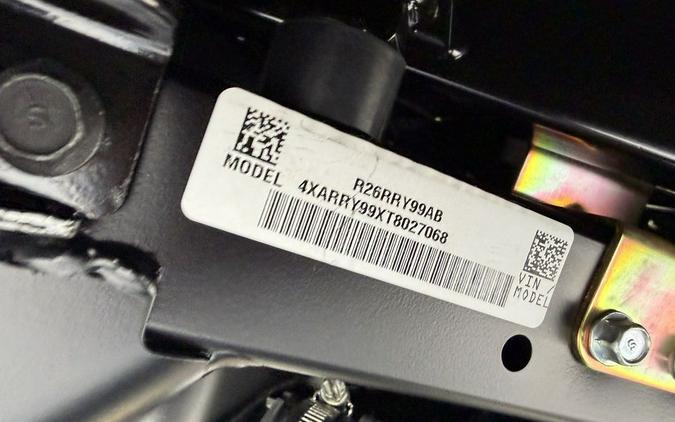 MODEL
R26RRY99AB
4XARRY99XT8027068
VIN /
MODEL